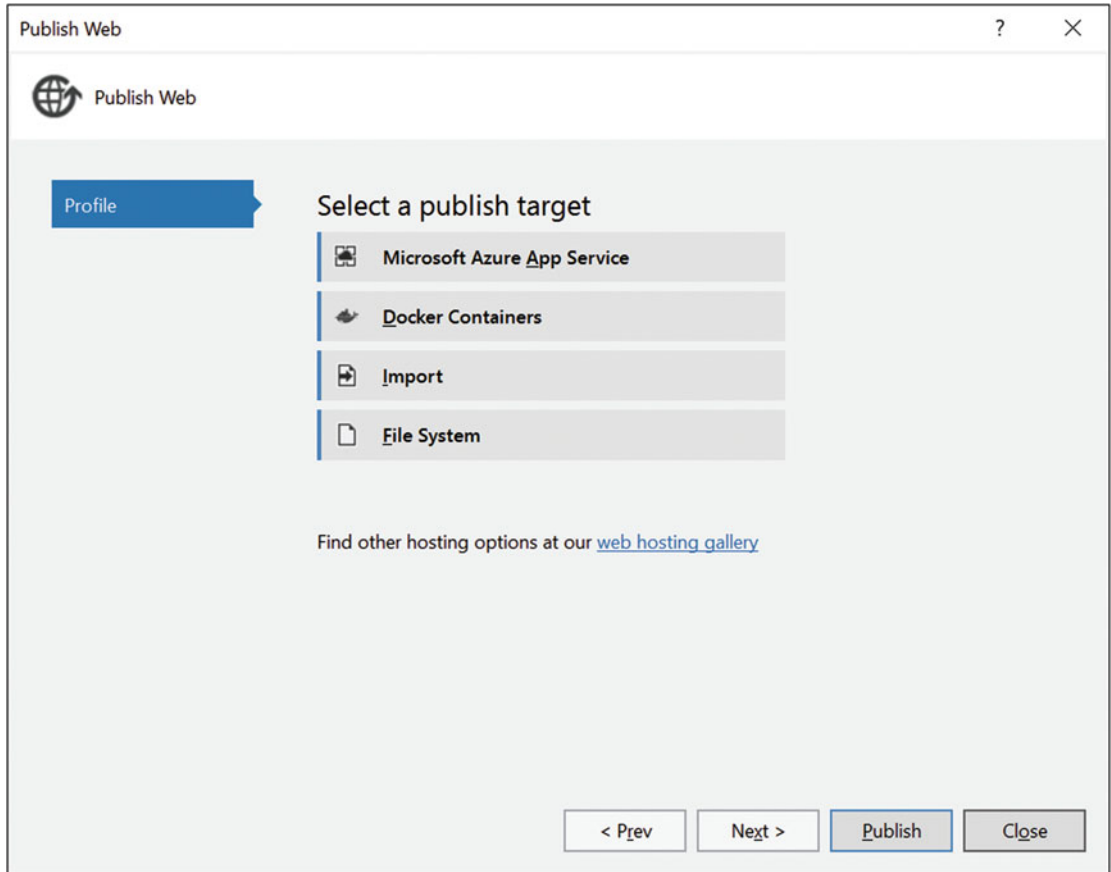 Publish Web
?
Publish Web
Profile
Select a publish target
Microsoft Azure App Service
Docker Containers
Import
File System
Find other hosting options at our web hosting gallery
< Prev
Next >
Publish
Close